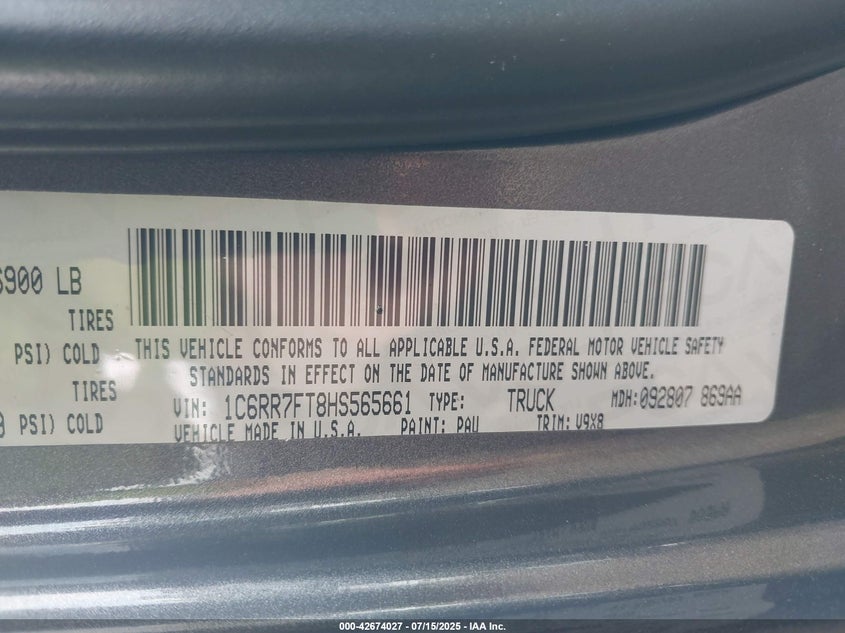 6900 LB
TIRES
PSI) COLD
TIRES
PSI) COLD
THIS VEHICLE CONFORMS TO ALL APPLICABLE U.S.A. FEDERAL MOTOR VEHICLE SAFETY
STANDARDS IN EFFECT ON THE DATE OF MANUFACTURE SHOWN ABOVE.
VIN: 1C6RR7FT8HS565661 TYPE: TRUCK MDH:092807 869AA
VEHICLE MADE IN U.S.A. PAINT: PAU TRIM: V9X8
000-42674027 - 07/15/2025 - IAA Inc.